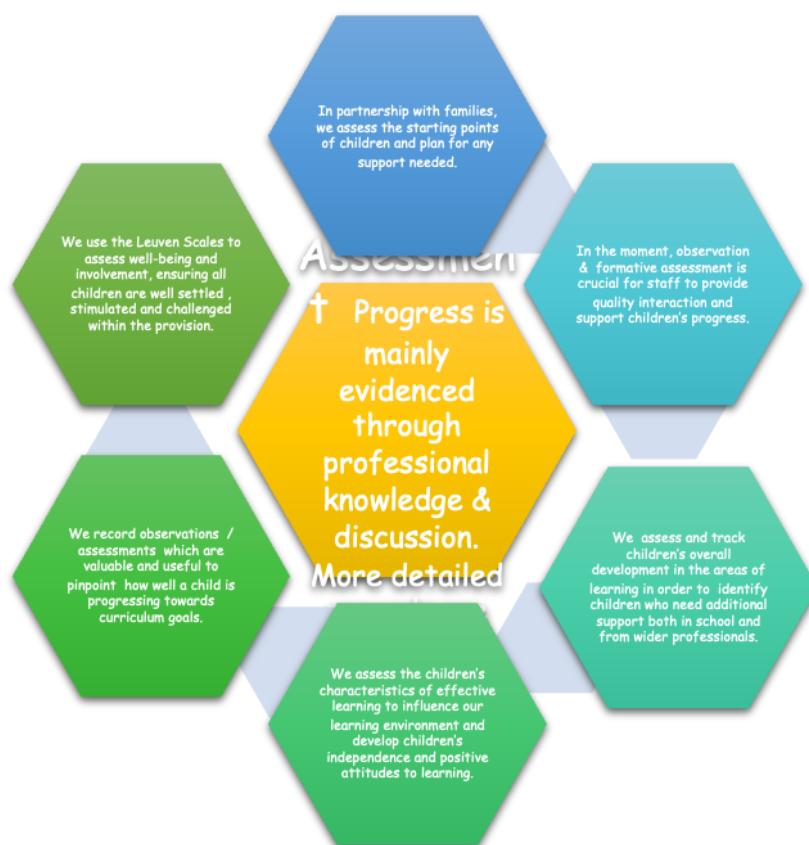 In partnership with families,
we assess the starting points
of children and plan for any
support needed.
In the moment, observation
& formative assessment is
crucial for staff to provide
quality interaction and
support children's progress.
We assess and track
children's overall
development in the areas of
learning in order to identify
children who need additional
support both in school and
from wider professionals.
We assess the children's
characteristics of effective
learning to influence our
learning environment and
develop children's
independence and positive
attitudes to learning.
We record observations /
assessments which are
valuable and useful to
pinpoint how well a child is
progressing towards
curriculum goals.
We use the Leuven Scales to
assess well-being and
involvement, ensuring all
children are well settled ,
stimulated and challenged
within the provision.
Assessmen
t Progress is
mainly
evidenced
through
professional
knowledge &
discussion.
More detailed